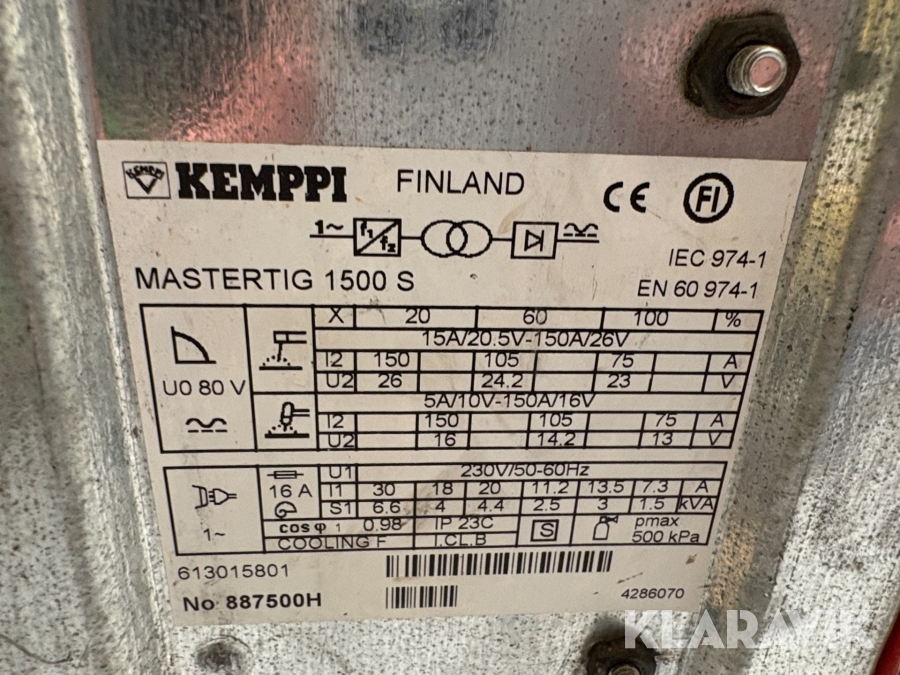 KEMPPI
KEMPPI FINLAND CE FI
1~ f1/f2
IEC 974-1
MASTERTIG 1500 S EN 60 974-1
X 20 60 100 %
15A/20.5V-150A/26V
I2 150 105 75 A
U0 80 V U2 26 24.2 23 V
5A/10V-150A/16V
I2 150 105 75 A
U2 16 14.2 13 V
U1 230V/50-60Hz
16 A I1 30 18 20 11.2 13.5 7.3 A
S1 6.6 4 4.4 2.5 3 1.5 kVA
1~ cosφ1 0.98 IP 23C S pmax
COOLING F I.CL.B 500 kPa
613015801
No 887500H 4286070
KLARAVIK